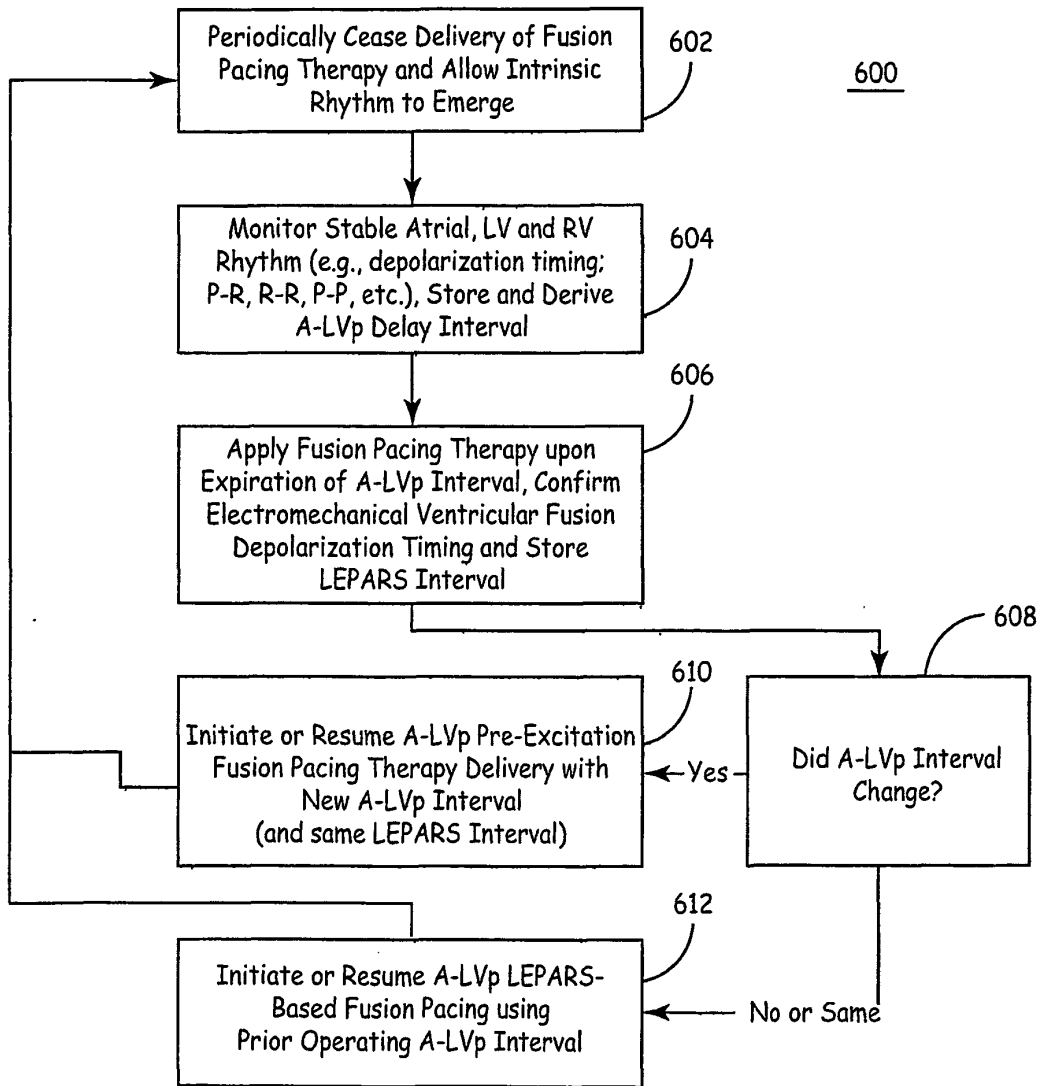 Periodically Cease Delivery of Fusion
Pacing Therapy and Allow Intrinsic
Rhythm to Emerge
602
600
Monitor Stable Atrial, LV and RV
Rhythm (e.g., depolarization timing;
P-R, R-R, P-P, etc.), Store and Derive
A-LVp Delay Interval
604
606
Apply Fusion Pacing Therapy upon
Expiration of A-LVp Interval, Confirm
Electromechanical Ventricular Fusion
Depolarization Timing and Store
LEPARS Interval
608
610
Initiate or Resume A-LVp Pre-Excitation
Fusion Pacing Therapy Delivery with
New A-LVp Interval
(and same LEPARS Interval)
Yes
Did A-LVp Interval
Change?
612
Initiate or Resume A-LVp LEPARS-
Based Fusion Pacing using
Prior Operating A-LVp Interval
No or Same